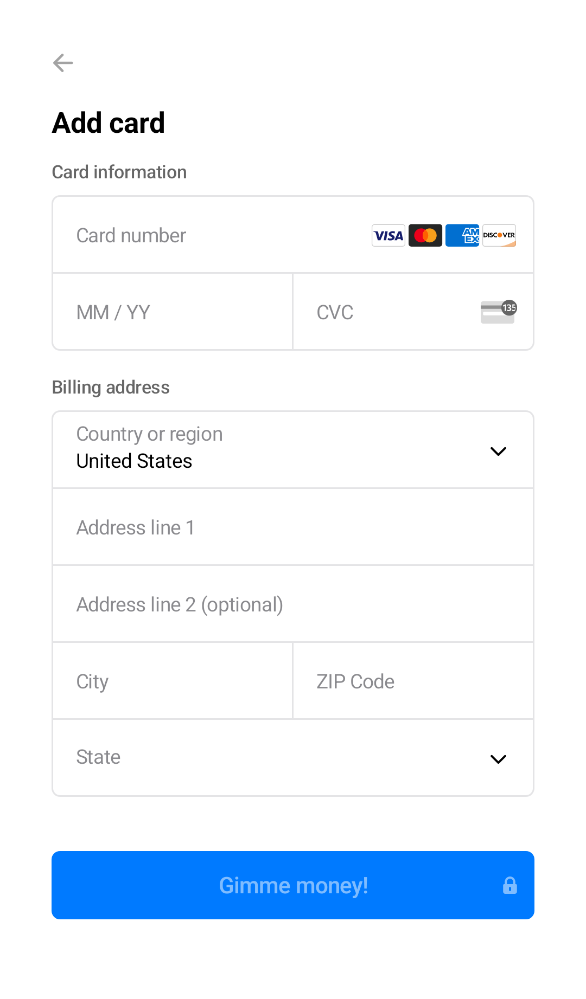 Add card
Card information
Card number VISA AM EX DISCOVER
MM / YY CVC 135
Billing address
Country or region
United States
Address line 1
Address line 2 (optional)
City ZIP Code
State
Gimme money!